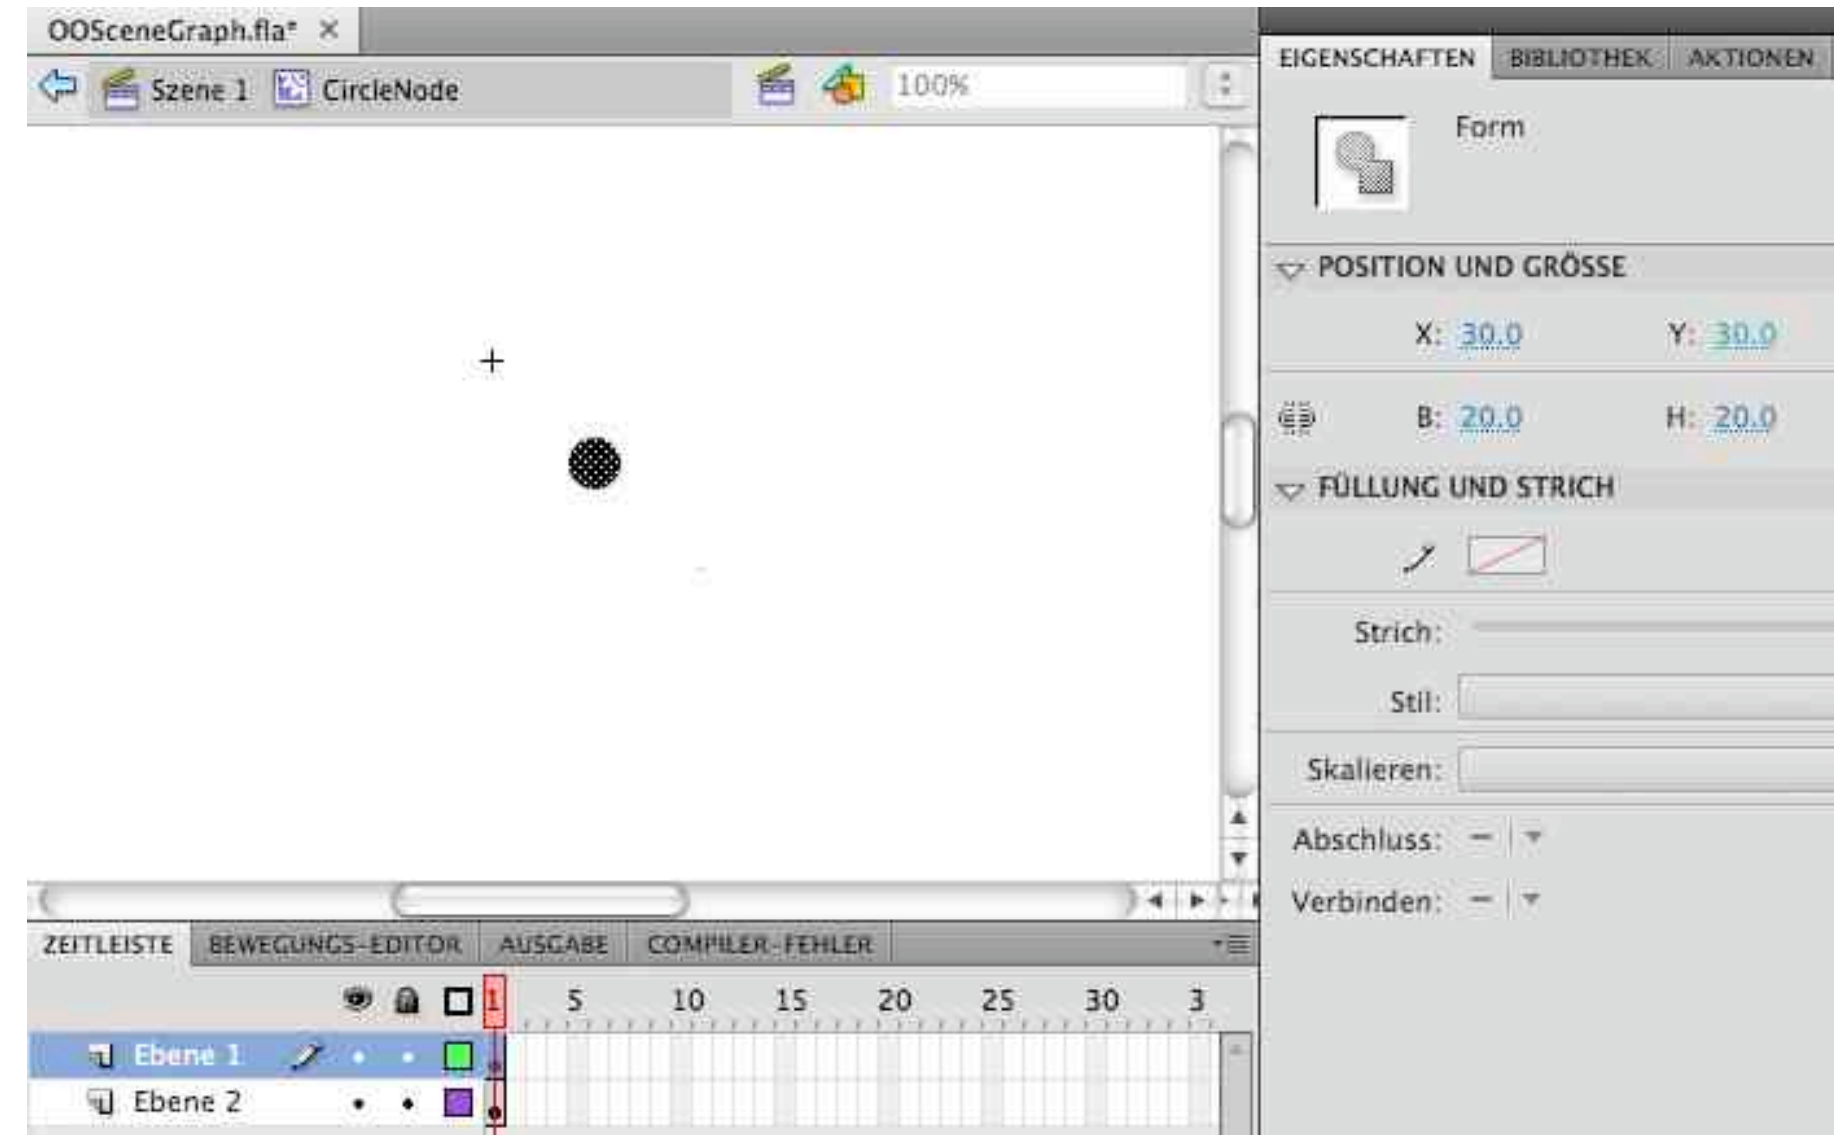 OOSceneGraph.fla* ×
Szene 1 CircleNode 100%
EIGENSCHAFTEN BIBLIOTHEK AKTIONEN
Form
POSITION UND GRÖSSE
X: 30.0 Y: 30.0
B: 20.0 H: 20.0
FÜLLUNG UND STRICH
Strich:
Stil:
Skalieren:
Abschluss: –
Verbinden: –
ZEITLEISTE BEWEGUNGS-EDITOR AUSGABE COMPILER-FEHLER
1 5 10 15 20 25 30 3
Ebene 1
Ebene 2